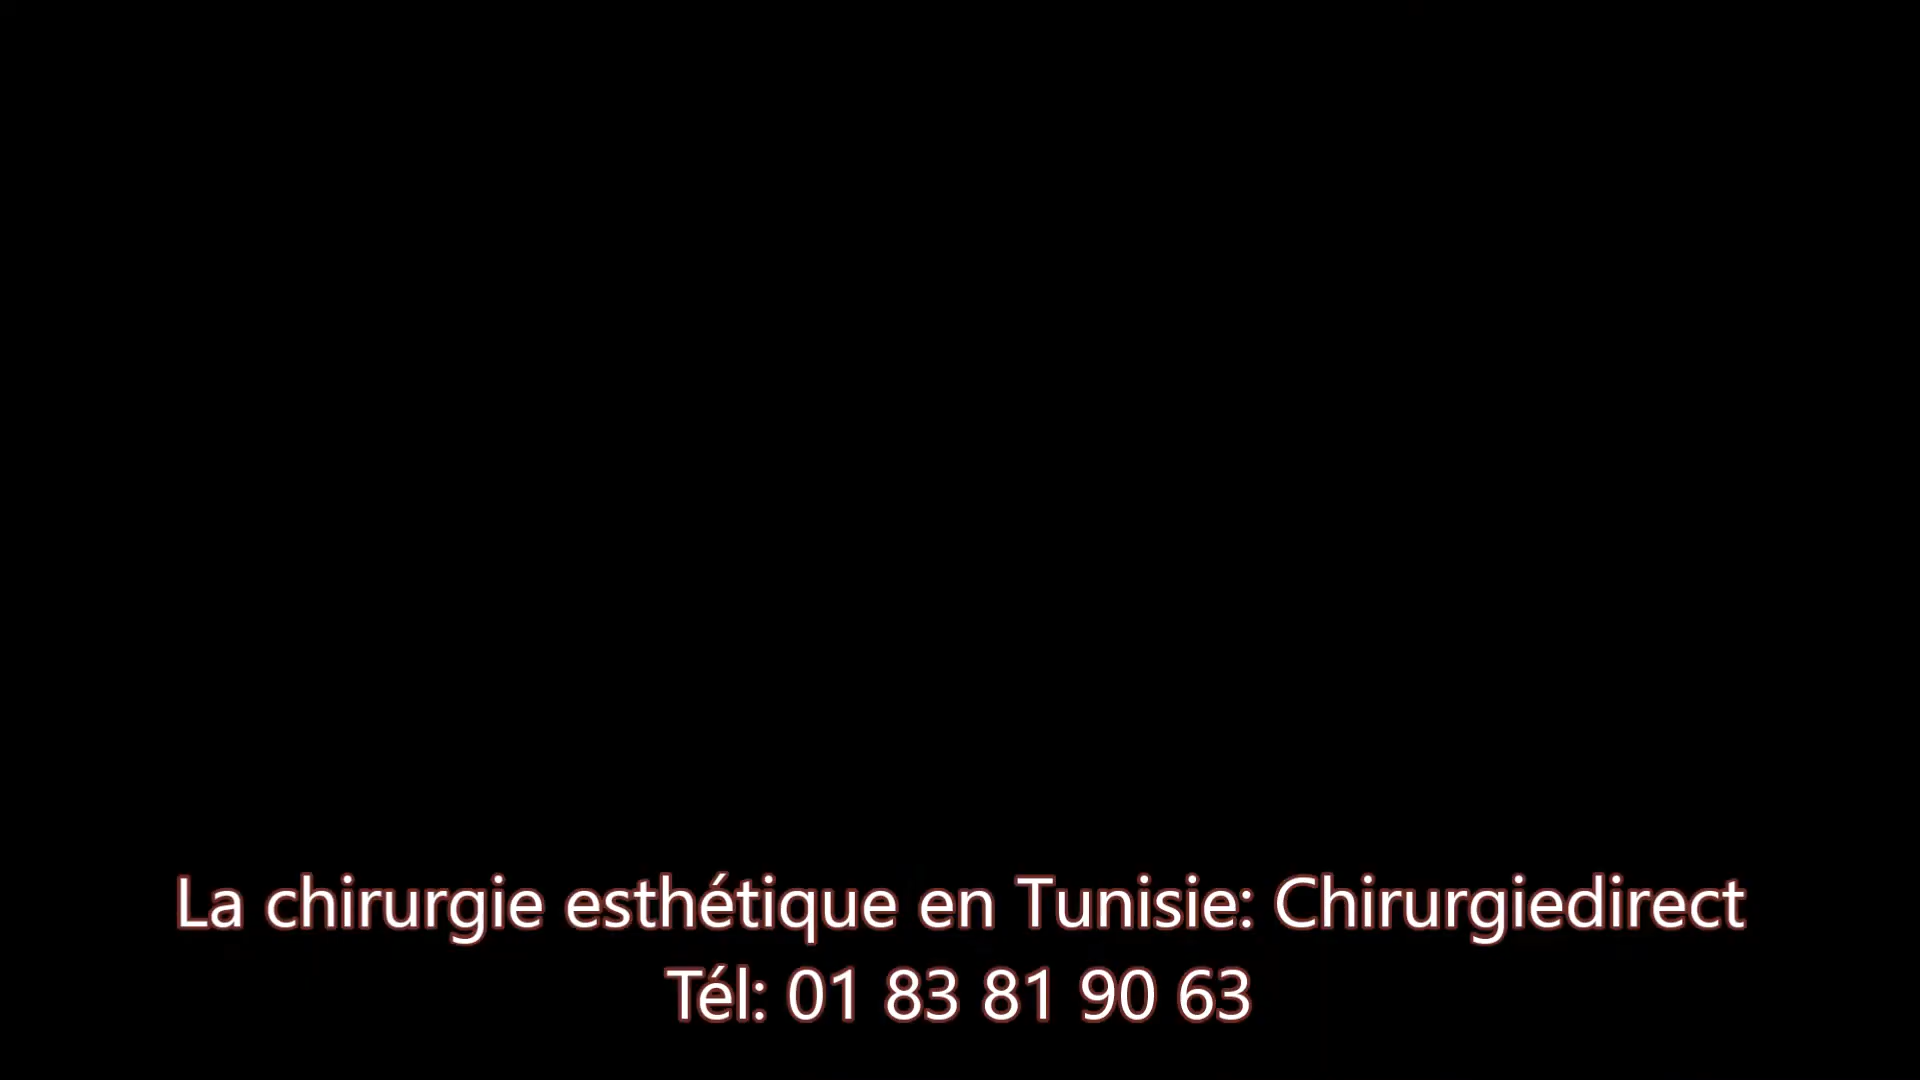 La chirurgie esthétique en Tunisie: Chirurgiedirect
Tél: 01 83 81 90 63